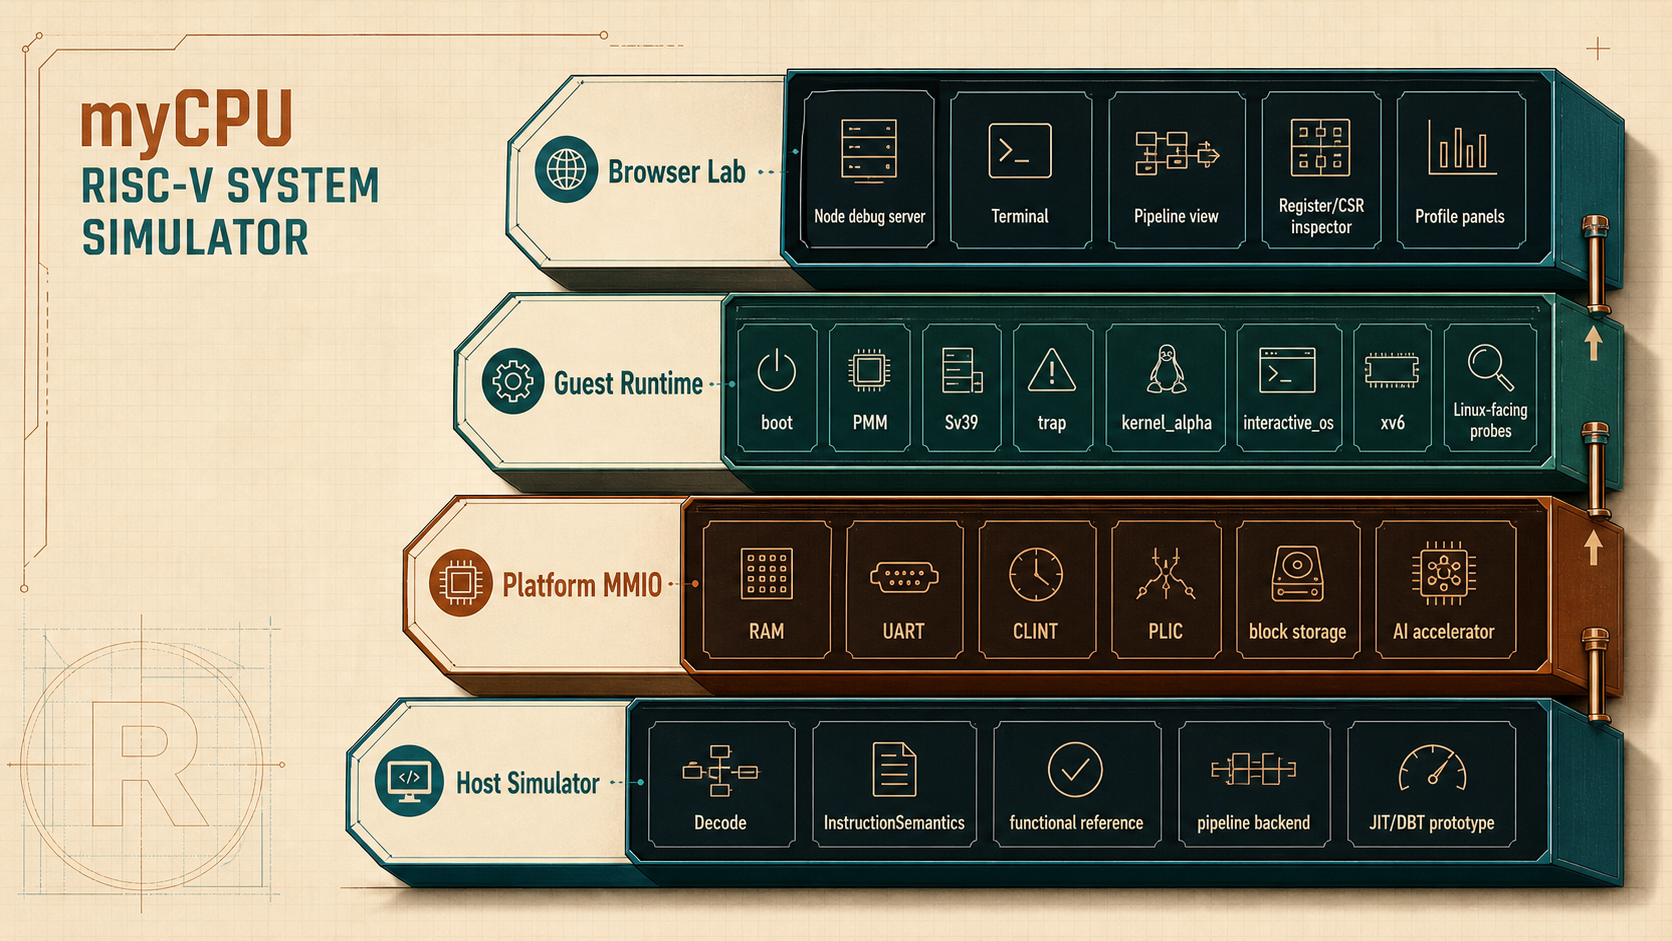 myCPU
RISC-V SYSTEM
SIMULATOR
Browser Lab
Node debug server
Terminal
Pipeline view
Register/CSR
inspector
Profile panels
Guest Runtime
boot
PMM
Sv39
trap
kernel_alpha
interactive_os
xv6
Linux-facing
probes
Platform MMIO
RAM
UART
CLINT
PLIC
block storage
AI accelerator
Host Simulator
Decode
InstructionSemantics
functional reference
pipeline backend
JIT/DBT prototype
R